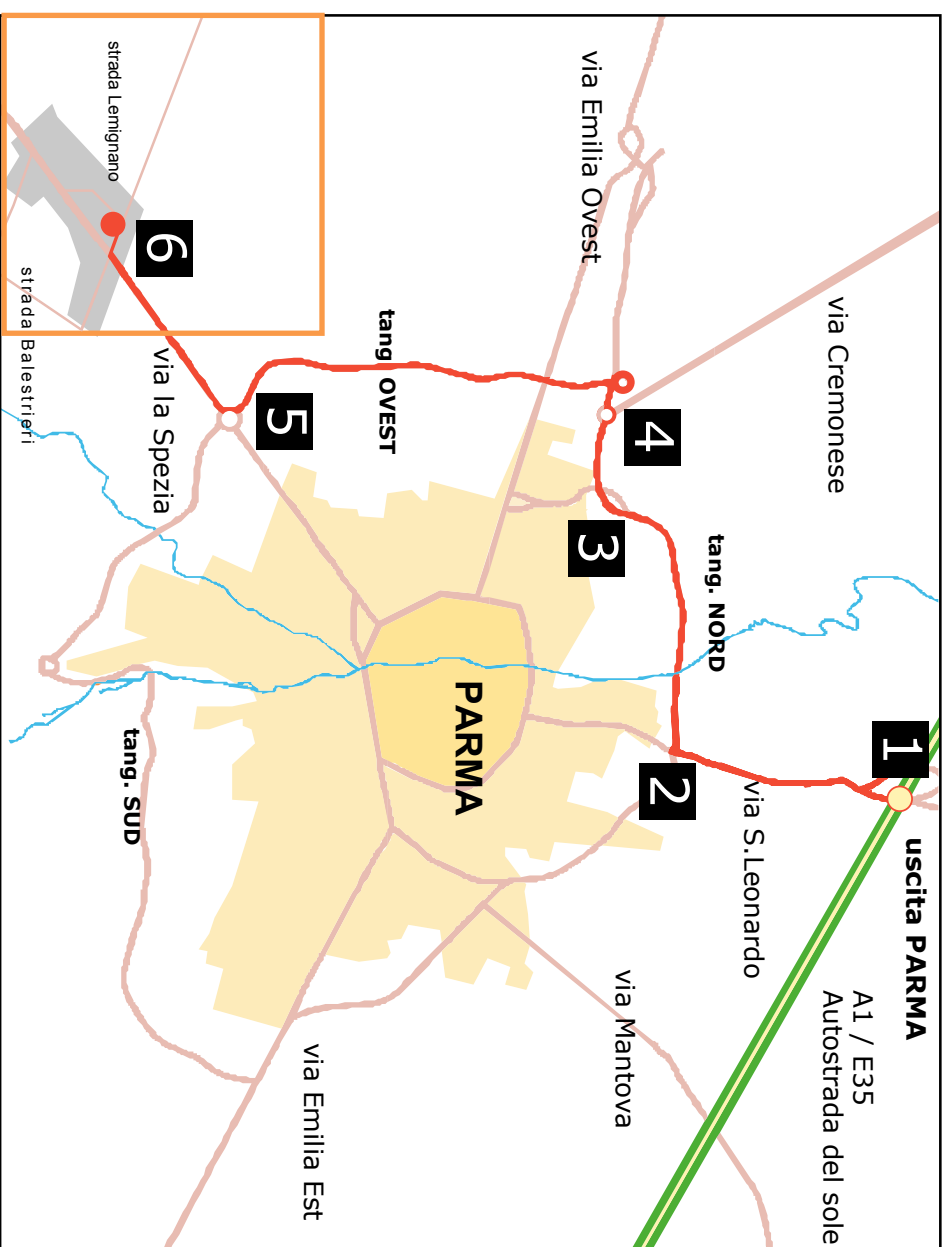 uscita PARMA
1
A1 / E35
Autostrada del sole
via Cremonese
via S.Leonardo
tang. NORD
2
4
via Mantova
3
via Emilia Ovest
PARMA
tang. OVEST
via Emilia Est
5
6
via la Spezia
tang. SUD
strada Lemignano
strada Balestrieri